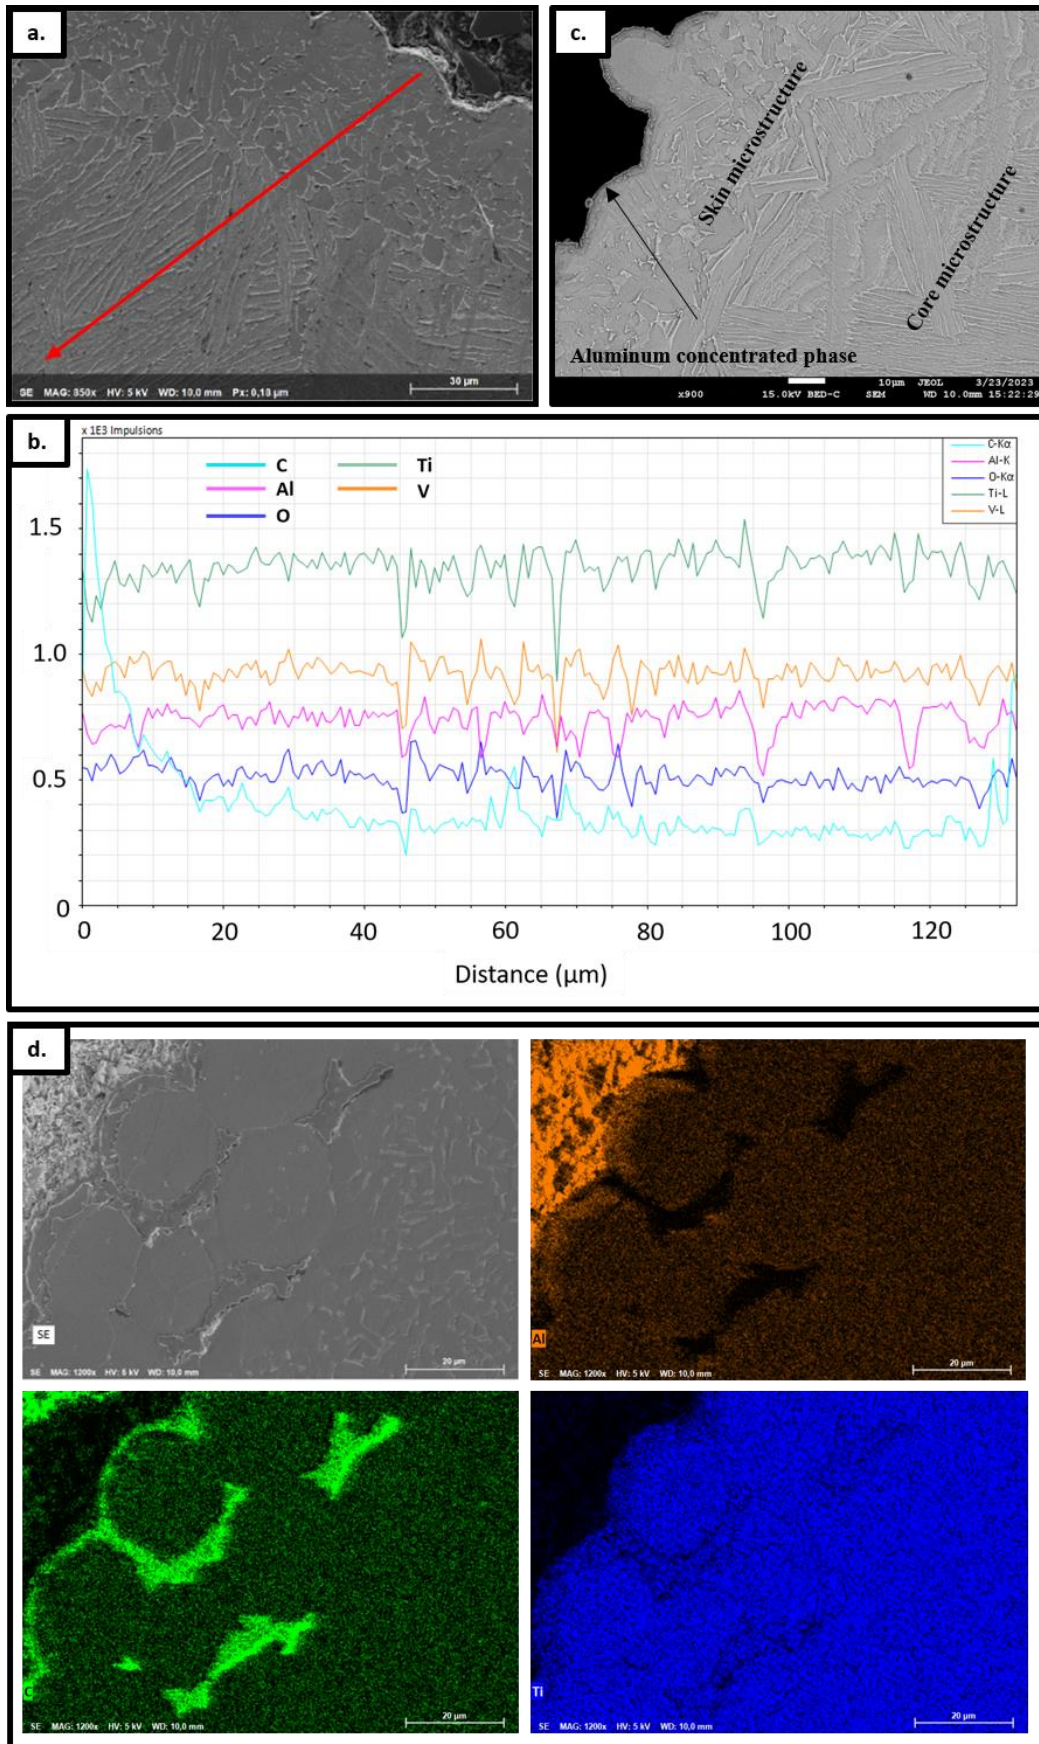 a.
SE MAG: 850x HV: 5 kV WD: 10,0 mm Px: 0,13 µm
30 µm
c.
Skin microstructure
Core microstructure
Aluminum concentrated phase
10µm JEOL 3/23/2023
x900 15.0kV BED-C SEM WD 10.0mm 15:22:29
b.
x 1E3 Impulsions
C
Al
O
Ti
V
C-Kα
Al-K
O-Kα
Ti-L
V-L
1.5
1.0
0.5
0
0 20 40 60 80 100 120
Distance (µm)
d.
SE
SE MAG: 1200x HV: 5 kV WD: 10,0 mm
20 µm
Al
SE MAG: 1200x HV: 5 kV WD: 10,0 mm
20 µm
C
SE MAG: 1200x HV: 5 kV WD: 10,0 mm
20 µm
Ti
SE MAG: 1200x HV: 5 kV WD: 10,0 mm
20 µm